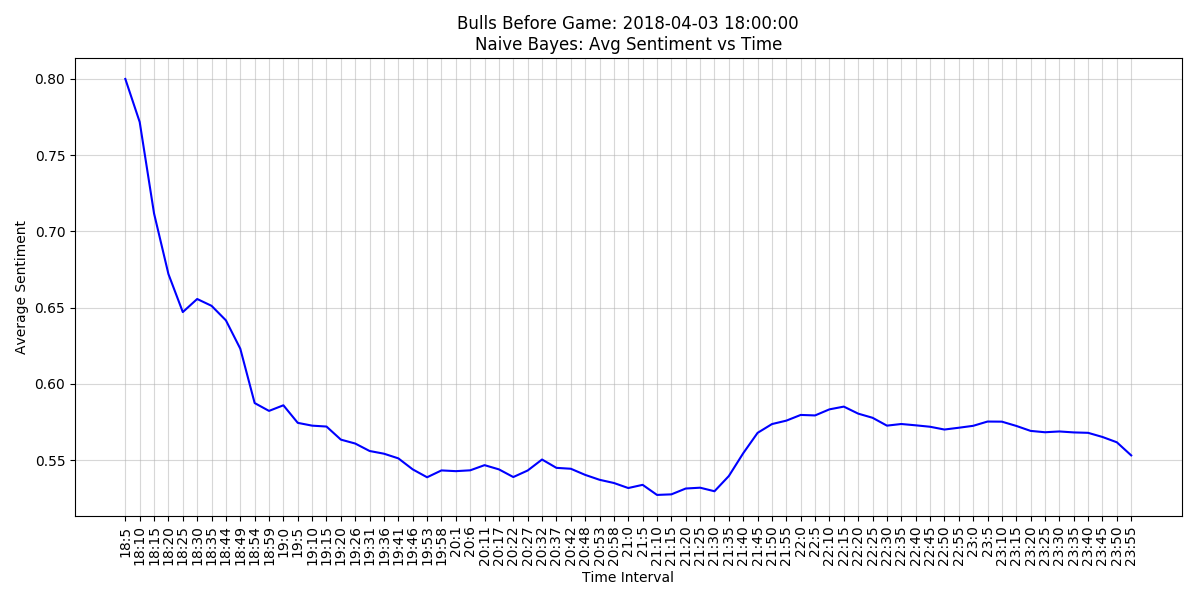 Bulls Before Game: 2018-04-03 18:00:00
Naive Bayes: Avg Sentiment vs Time
Average Sentiment
0.80
0.75
0.70
0.65
0.60
0.55
18:5 18:10 18:15 18:20 18:25 18:30 18:35 18:44 18:49 18:54 18:59 19:0 19:5 19:10 19:15 19:20 19:26 19:31 19:36 19:41 19:46 19:53 19:58 20:1 20:6 20:11 20:17 20:22 20:27 20:32 20:37 20:42 20:48 20:53 20:58 21:0 21:5 21:10 21:15 21:20 21:25 21:30 21:35 21:40 21:45 21:50 21:55 22:0 22:5 22:10 22:15 22:20 22:25 22:30 22:35 22:40 22:45 22:50 22:55 23:0 23:5 23:10 23:15 23:20 23:25 23:30 23:35 23:40 23:45 23:50 23:55
Time Interval